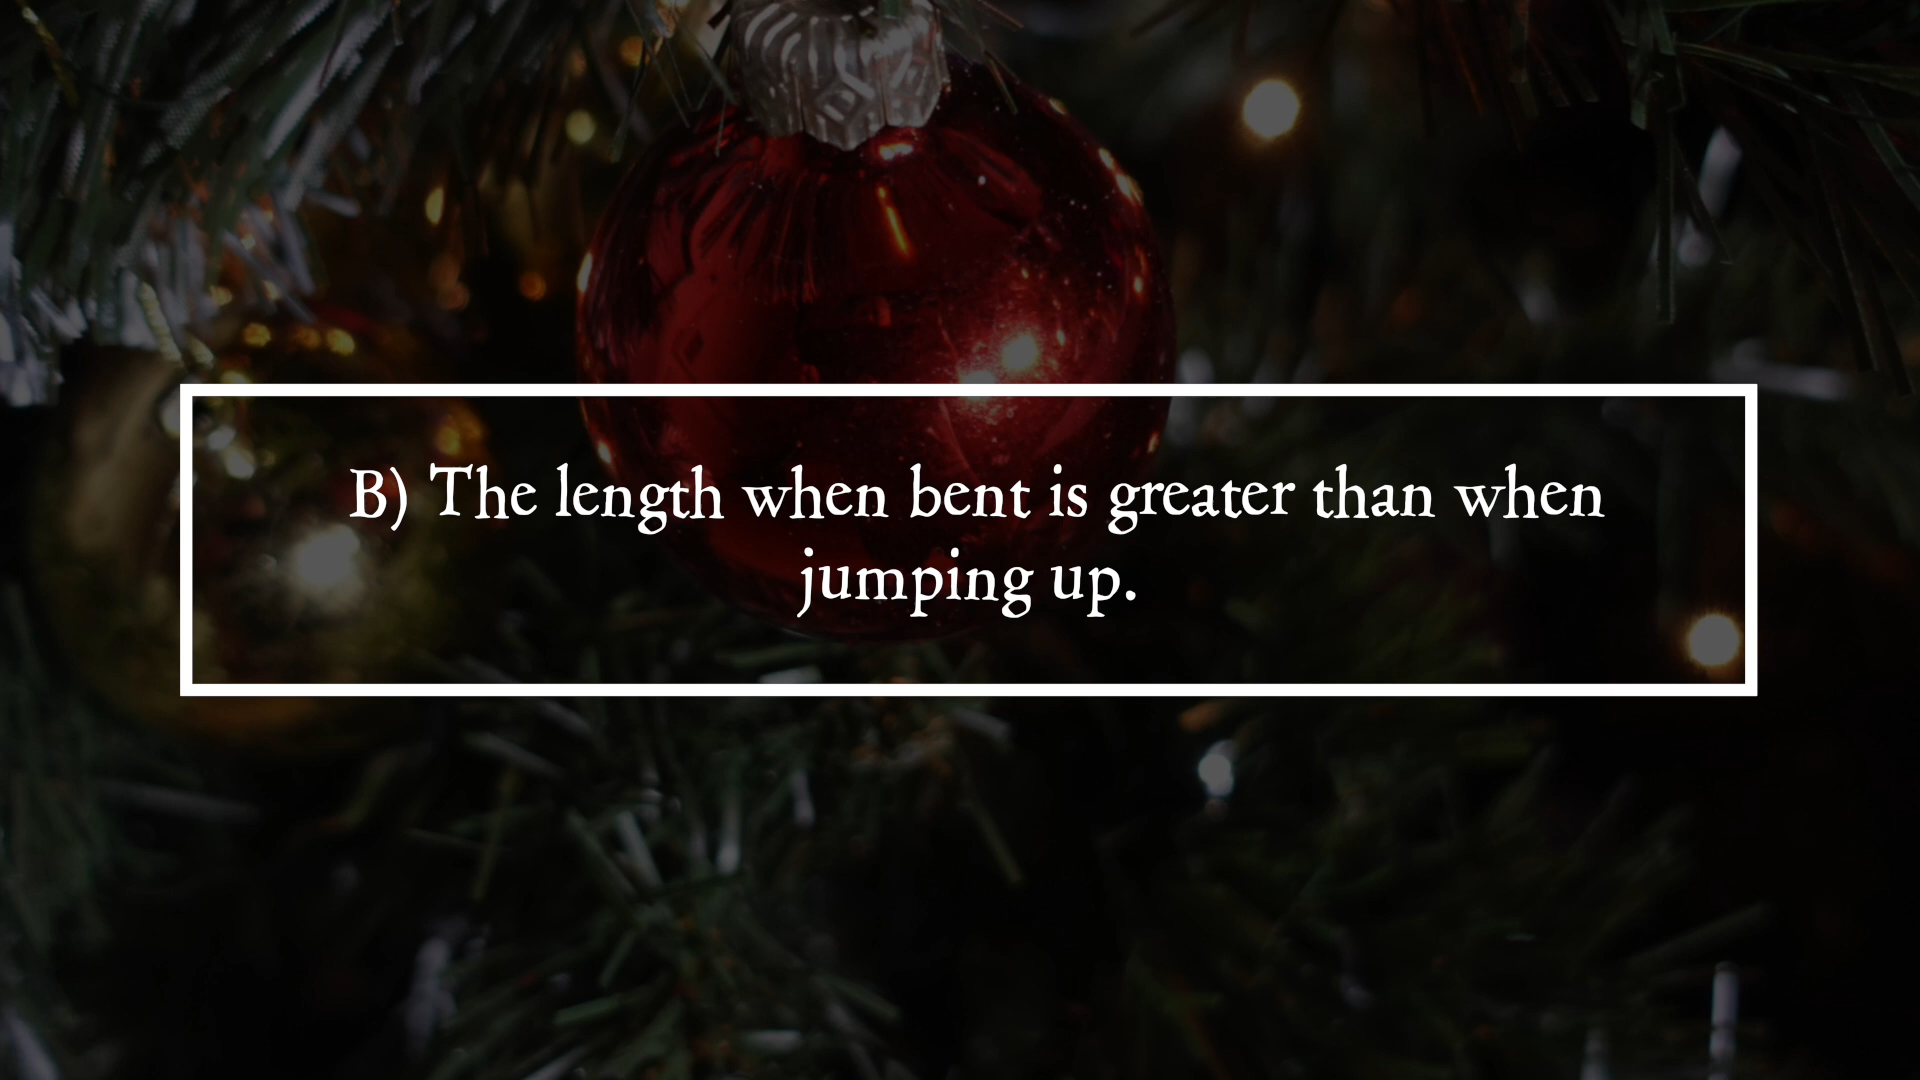 B) The length when bent is greater than when
jumping up.